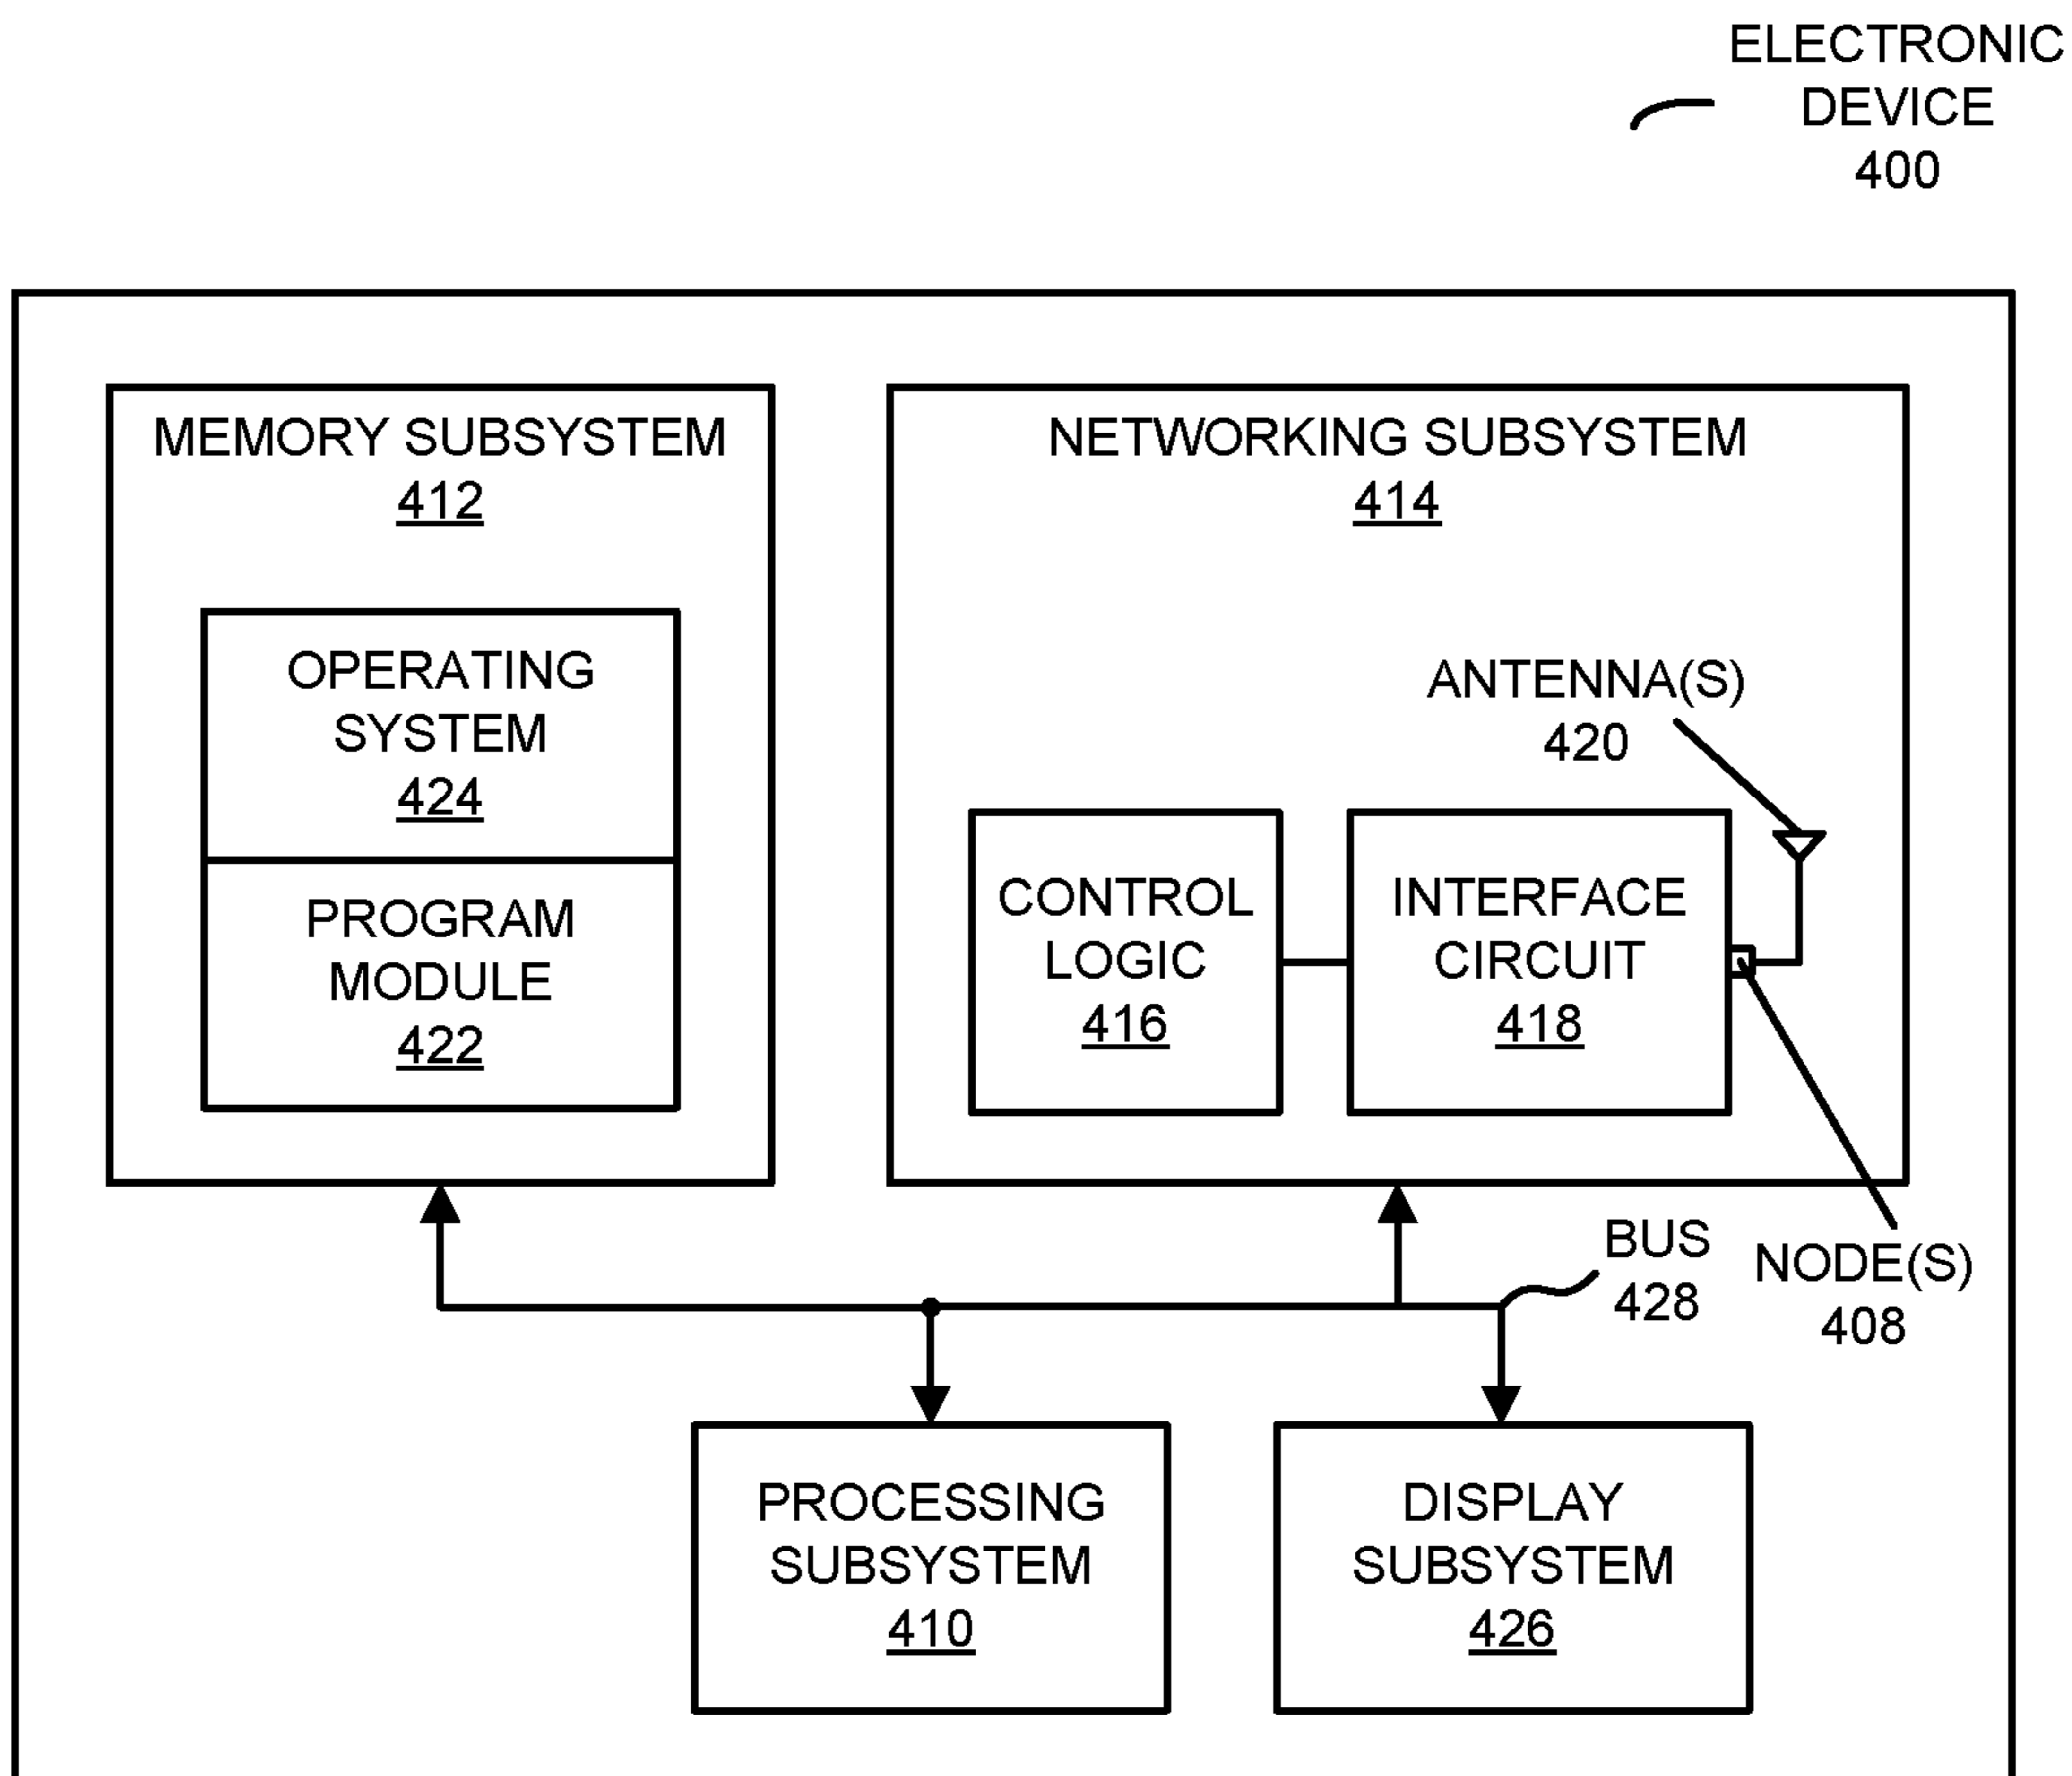 ELECTRONIC
DEVICE
400
MEMORY SUBSYSTEM
412
OPERATING
SYSTEM
424
PROGRAM
MODULE
422
NETWORKING SUBSYSTEM
414
ANTENNA(S)
420
CONTROL
LOGIC
416
INTERFACE
CIRCUIT
418
BUS
428
NODE(S)
408
PROCESSING
SUBSYSTEM
410
DISPLAY
SUBSYSTEM
426